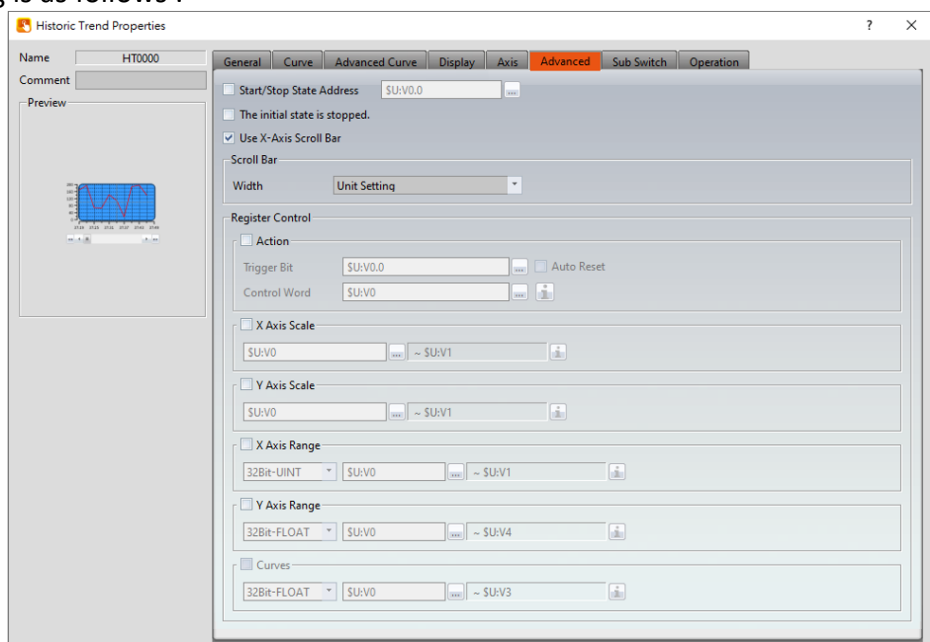 g is as follows :
Historic Trend Properties
? ×
Name HT0000
Comment
Preview
General Curve Advanced Curve Display Axis Advanced Sub Switch Operation
Start/Stop State Address $U:V0.0 ...
The initial state is stopped.
Use X-Axis Scroll Bar
Scroll Bar
Width Unit Setting
Register Control
Action
Trigger Bit $U:V0.0 ... Auto Reset
Control Word $U:V0 ... i
X Axis Scale
$U:V0 ... ~ $U:V1 i
Y Axis Scale
$U:V0 ... ~ $U:V1 i
X Axis Range
32Bit-UINT $U:V0 ... ~ $U:V1 i
Y Axis Range
32Bit-FLOAT $U:V0 ... ~ $U:V4 i
Curves
32Bit-FLOAT $U:V0 ... ~ $U:V3 i